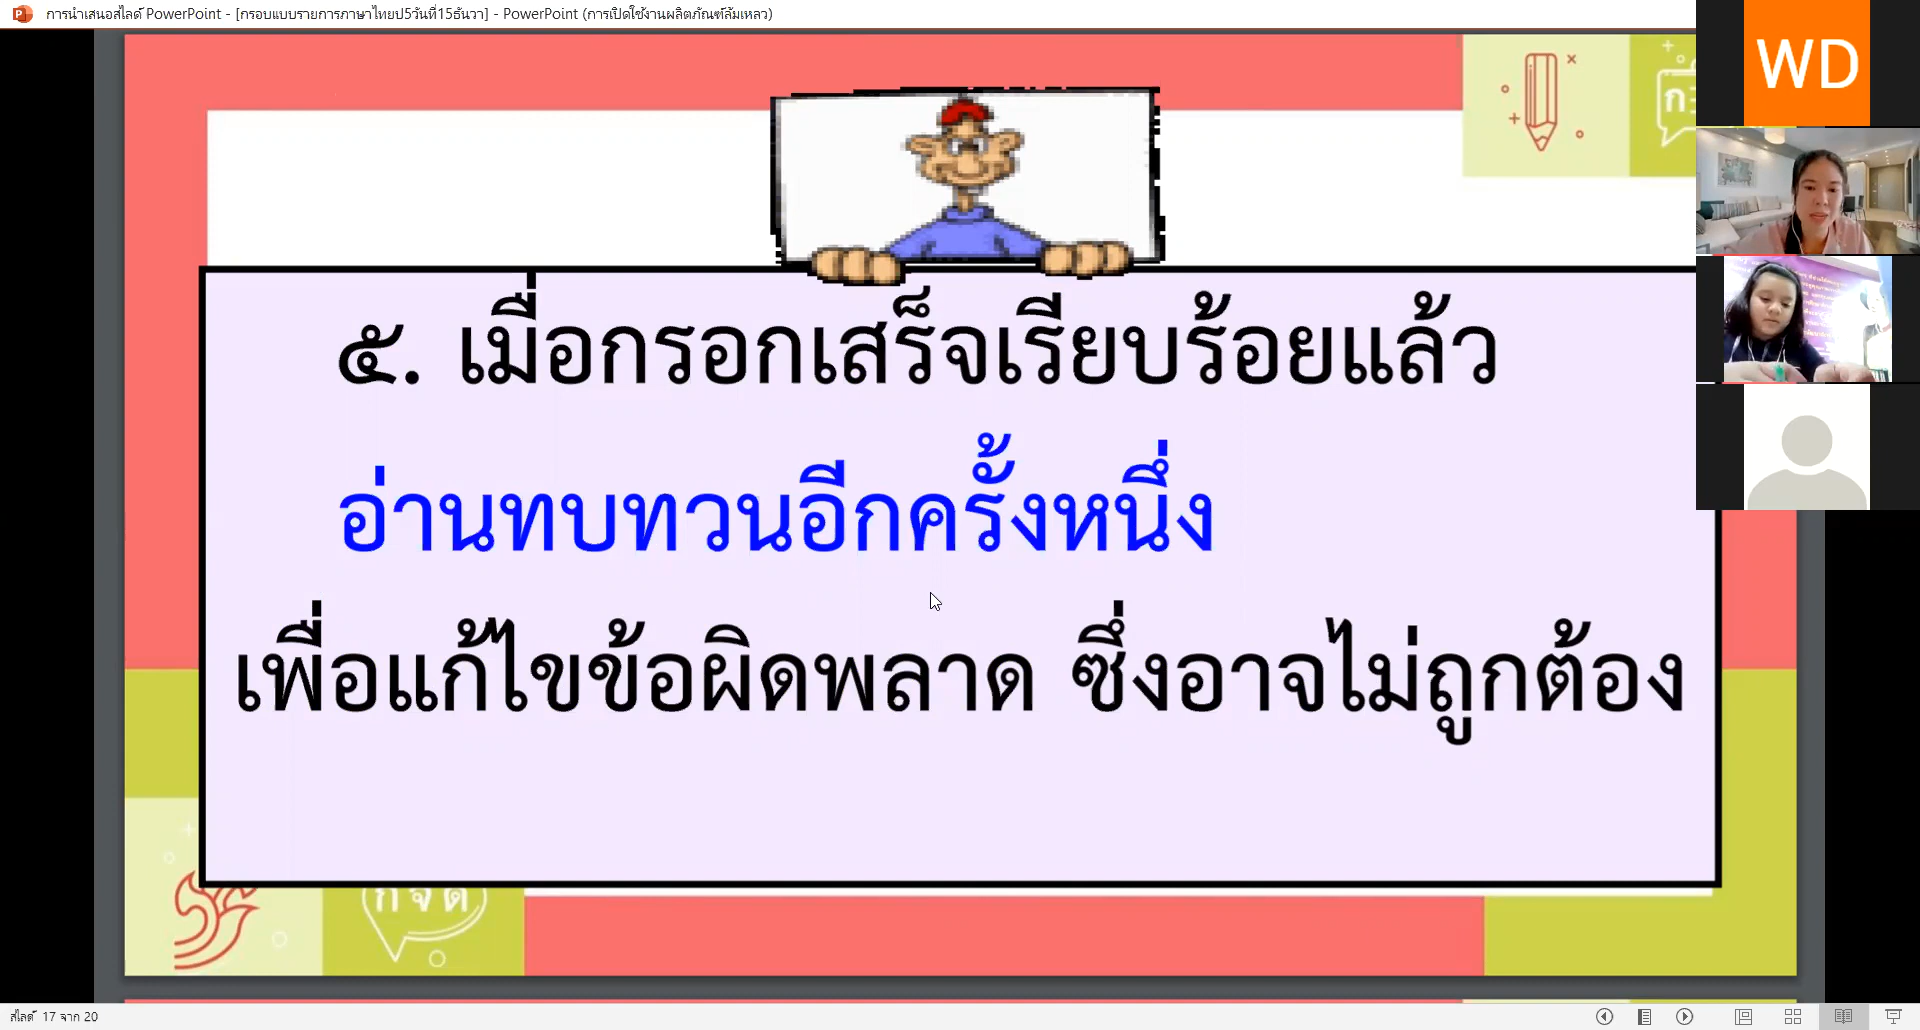 การนำเสนอสไลด์ PowerPoint - [กรอบแบบรายการภาษาไทยป5วันที่15ธันวา] - PowerPoint (การเปิดใช้งานผลิตภัณฑ์ล้มเหลว)
WD
๕. เมื่อกรอกเสร็จเรียบร้อยแล้ว
อ่านทบทวนอีกครั้งหนึ่ง
เพื่อแก้ไขข้อผิดพลาด ซึ่งอาจไม่ถูกต้อง
สไลด์ 17 จาก 20